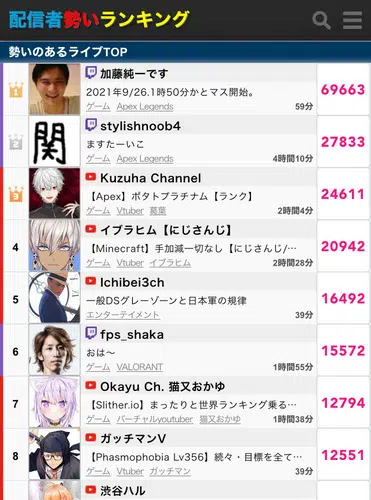 配信者勢いランキング
勢いのあるライブTOP
1
加藤純一です
2021年9/26.1時50分かとマス開始。
ゲーム Apex Legends
59分
69663
2
関
stylishnoob4
ますたーいこ
ゲーム Apex Legends
4時間10分
27833
3
Kuzuha Channel
【Apex】ポタトプラチナム【ランク】
ゲーム Vtuber 葛葉
2時間4分
24611
4
イブラヒム【にじさんじ】
【Minecraft】手加減一切なし【にじさんじ/…
ゲーム Vtuber イブラヒム
2時間28分
20942
5
Ichibei3ch
一般DSグレーゾーンと日本軍の規律
エンターテイメント
39分
16492
6
fps_shaka
おは〜
ゲーム VALORANT
1時間55分
15572
7
Okayu Ch. 猫又おかゆ
【Slither.io】まったりと世界ランキング乗る…
ゲーム バーチャルyoutuber 猫又おかゆ
1時間38分
12794
8
ガッチマンV
【Phasmophobia Lv356】続々・目標を全て…
ゲーム Vtuber ガッチマン
39分
12551
渋谷ハル